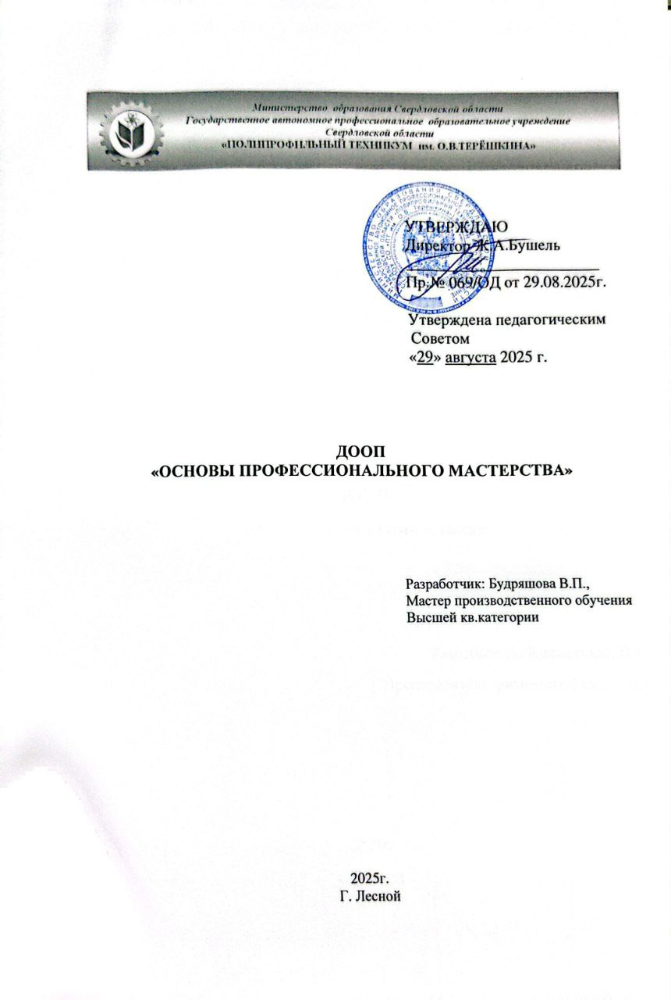 Министерство образования Свердловской области
Государственное автономное профессиональное образовательное учреждение
Свердловской области
«ПОЛИПРОФИЛЬНЫЙ ТЕХНИКУМ им. О.В.ТЕРЁШКИНА»
УТВЕРЖДАЮ
Директор Ж.А.Бушель
Пр.№ 069/ОД от 29.08.2025г.
Утверждена педагогическим
Советом
«29» августа 2025 г.
ДООП
«ОСНОВЫ ПРОФЕССИОНАЛЬНОГО МАСТЕРСТВА»
Разработчик: Будряшова В.П.,
Мастер производственного обучения
Высшей кв.категории
2025г.
Г. Лесной